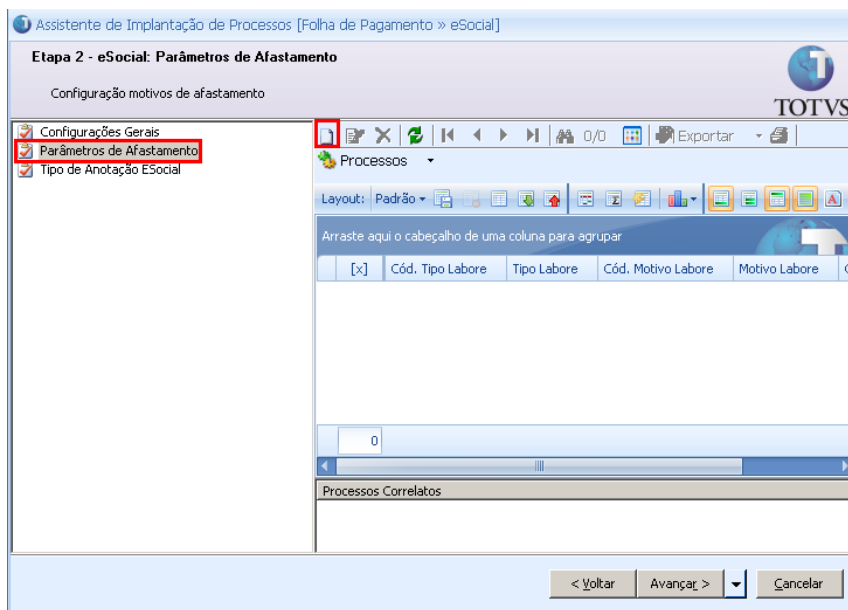 Assistente de Implantação de Processos [Folha de Pagamento » eSocial]
Etapa 2 - eSocial: Parâmetros de Afastamento
Configuração motivos de afastamento
TOTVS
Configurações Gerais
Parâmetros de Afastamento
Tipo de Anotação ESocial
0/0 Exportar
Processos
Layout: Padrão
Arraste aqui o cabeçalho de uma coluna para agrupar
[x] Cód. Tipo Labore Tipo Labore Cód. Motivo Labore Motivo Labore
0
Processos Correlatos
< Voltar Avançar > Cancelar